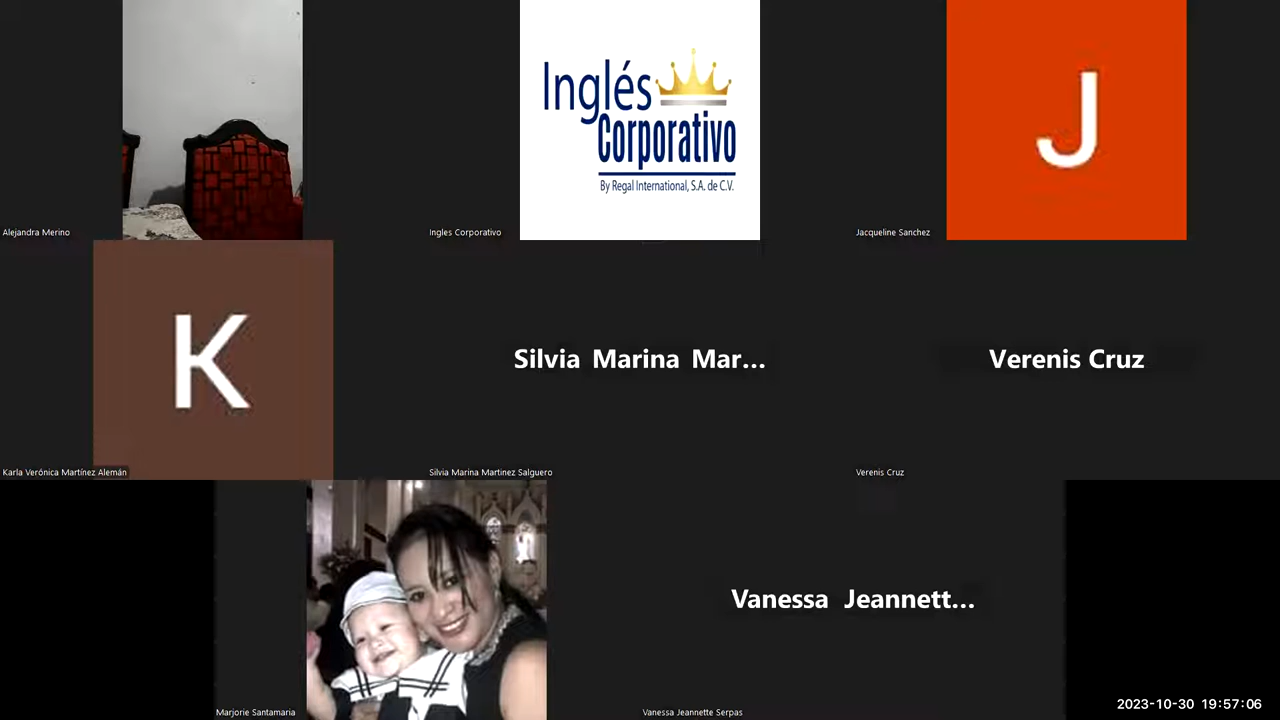 Inglés
Corporativo
By Regal International, S.A. de C.V.
J
Alejandra Merino
Ingles Corporativo
Jacqueline Sanchez
K
Silvia Marina Mar...
Verenis Cruz
Karla Verónica Martínez Alemán
Silvia Marina Martinez Salguero
Verenis Cruz
Vanessa Jeannett...
Marjorie Santamaria
Vanessa Jeannette Serpas
2023-10-30 19:57:06